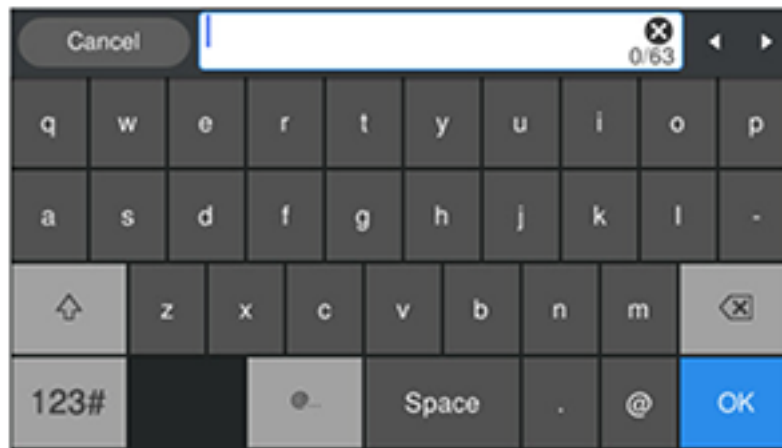 Cancel 0/63
q w e r t y u i o p
a s d f g h j k l -
z x c v b n m
123# @... Space . @ OK